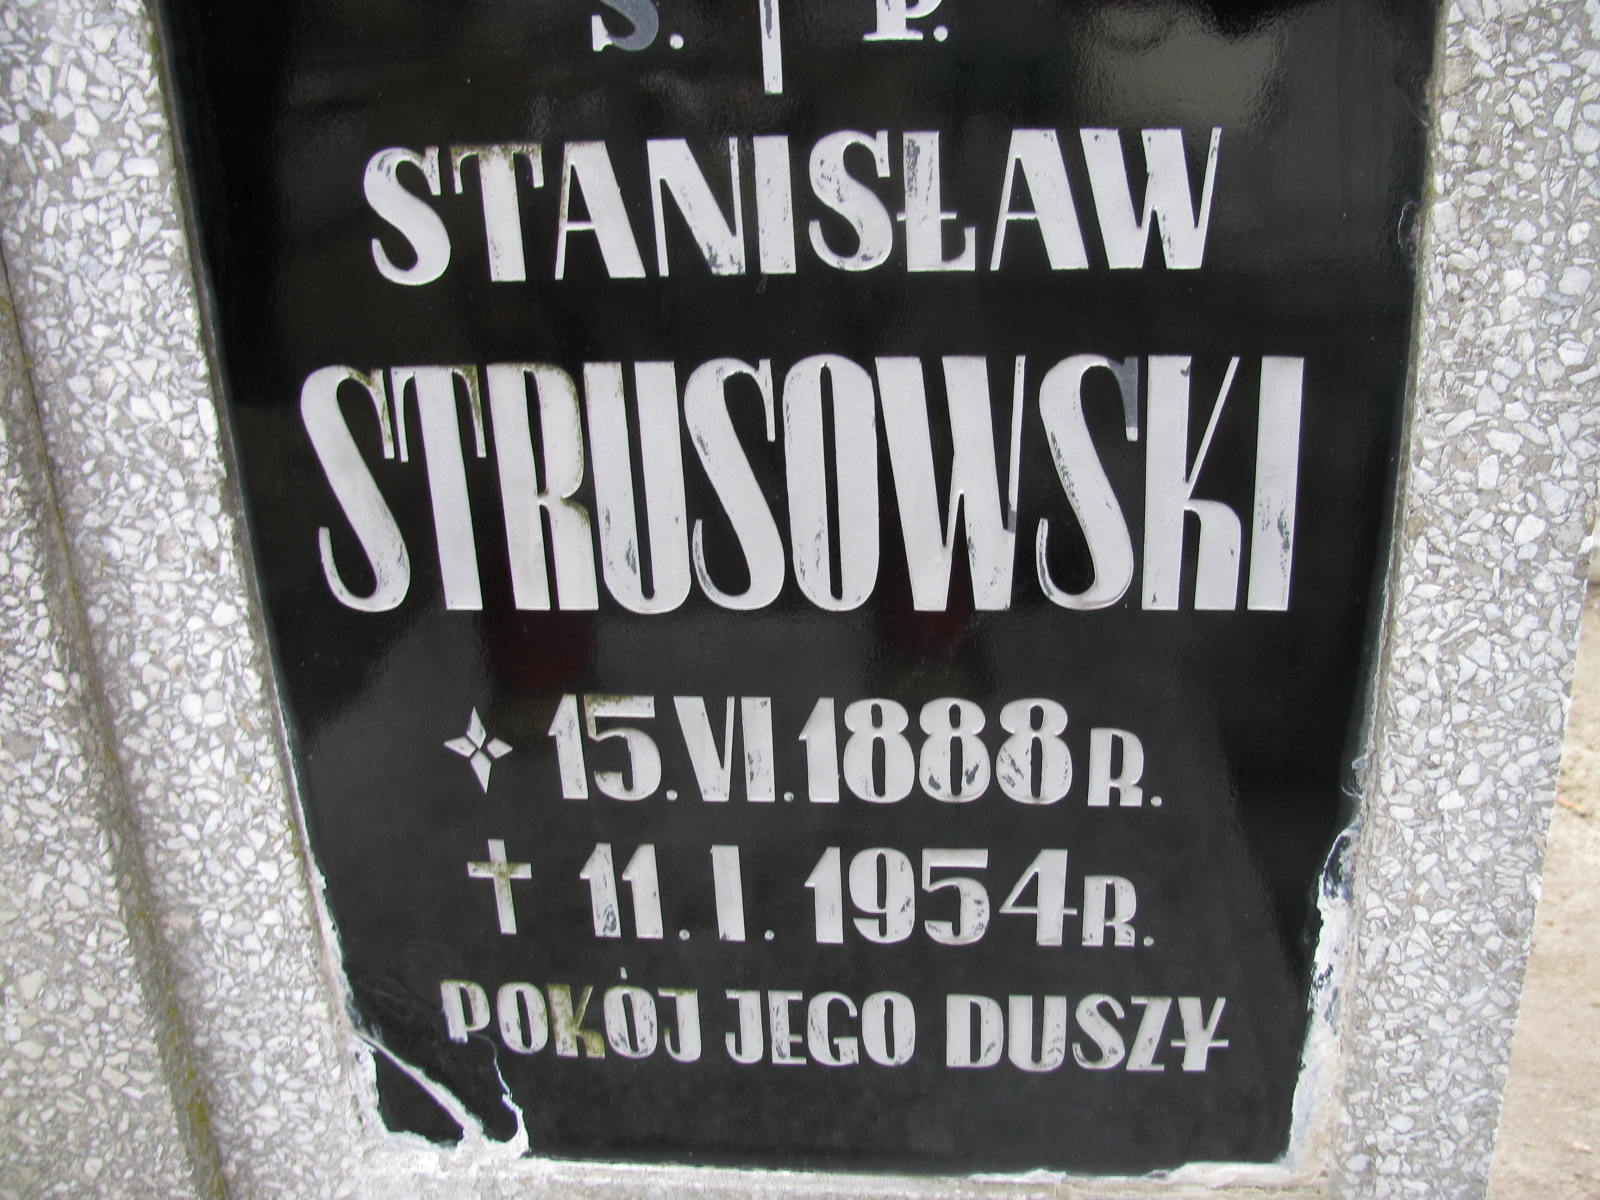 Ś. P.
STANISŁAW
STRUSOWSKI
15.VI.1888 R.
11.I.1954 R.
POKÓJ JEGO DUSZY